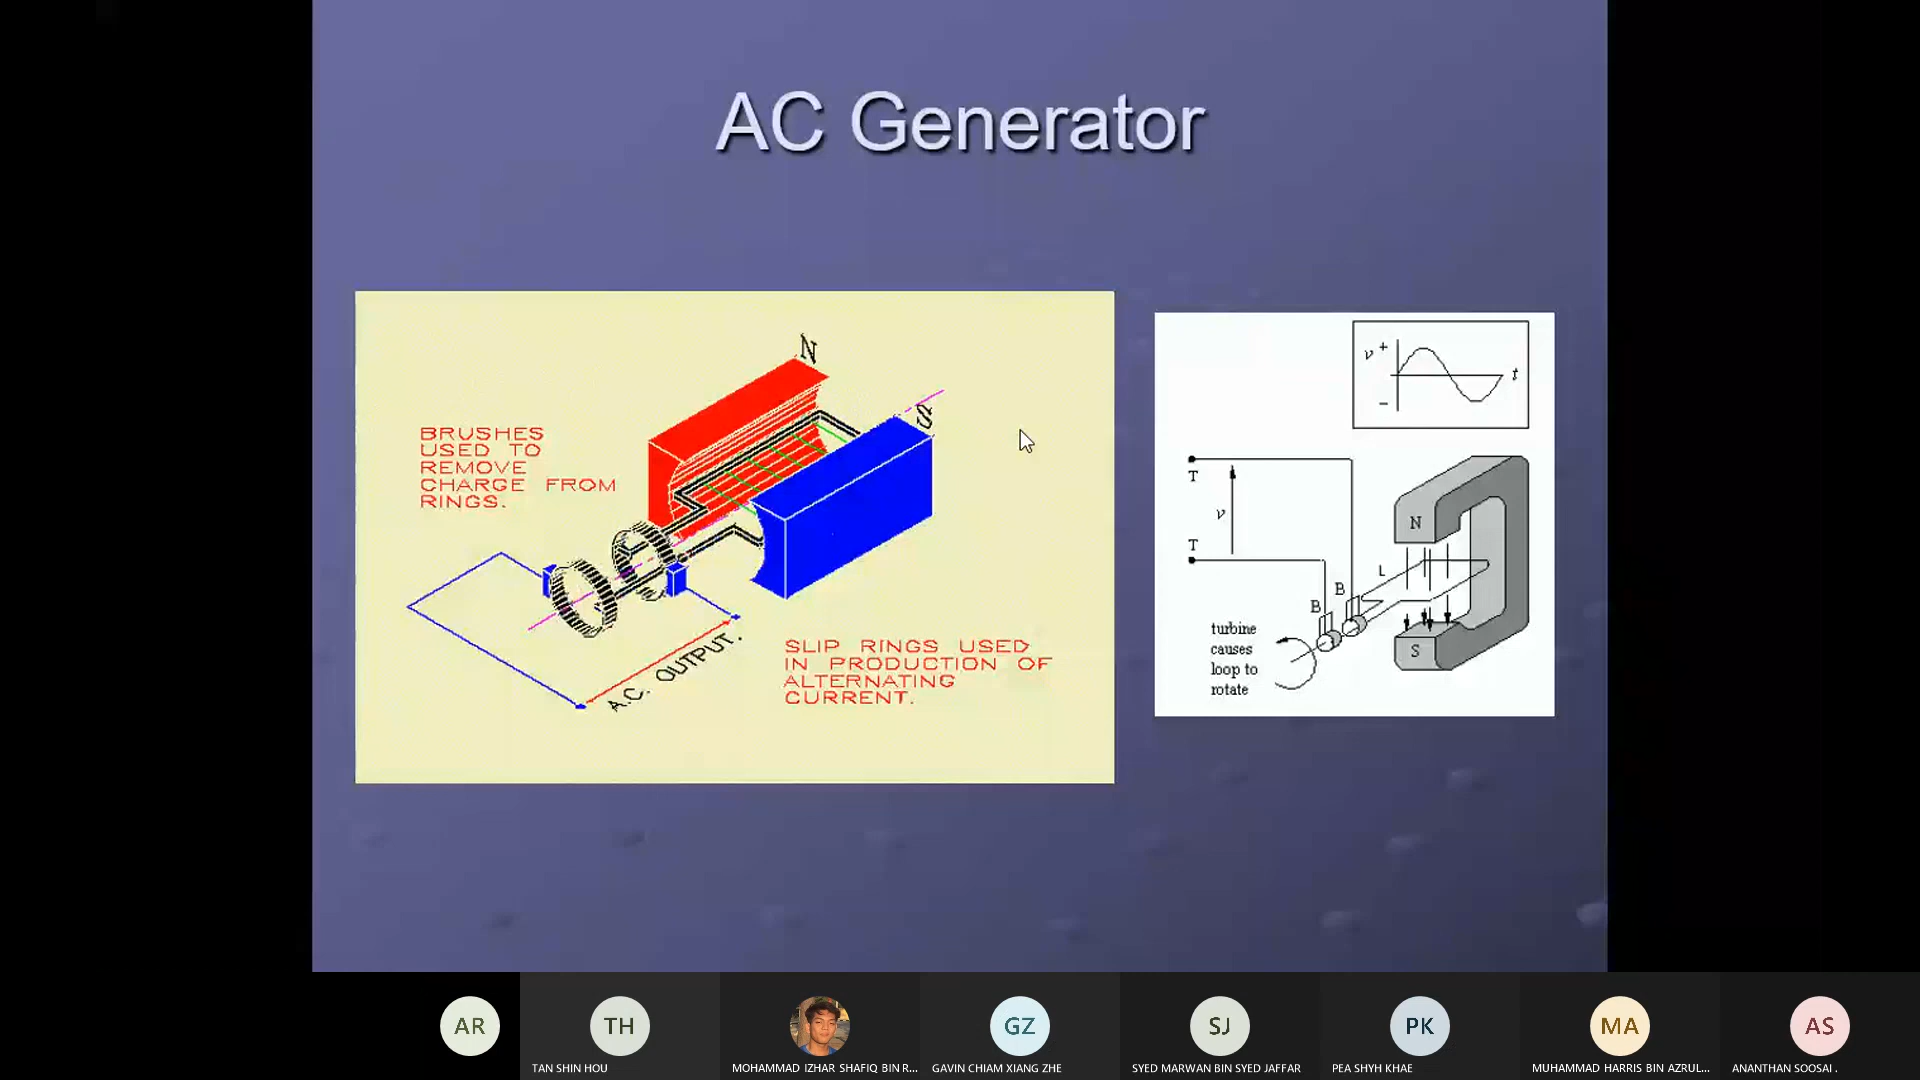 AC Generator
N
S
BRUSHES
USED TO
REMOVE
CHARGE FROM
RINGS.
A.C. OUTPUT.
SLIP RINGS USED
IN PRODUCTION OF
ALTERNATING
CURRENT.
v +
t
−
T
v
T
N
L
B
B
S
turbine
causes
loop to
rotate
AR
TH
GZ
SJ
PK
MA
AS
TAN SHIN HOU
MOHAMMAD IZHAR SHAFIQ BIN R...
GAVIN CHIAM XIANG ZHE
SYED MARWAN BIN SYED JAFFAR
PEA SHYH KHAE
MUHAMMAD HARRIS BIN AZRUL...
ANANTHAN SOOSAI .